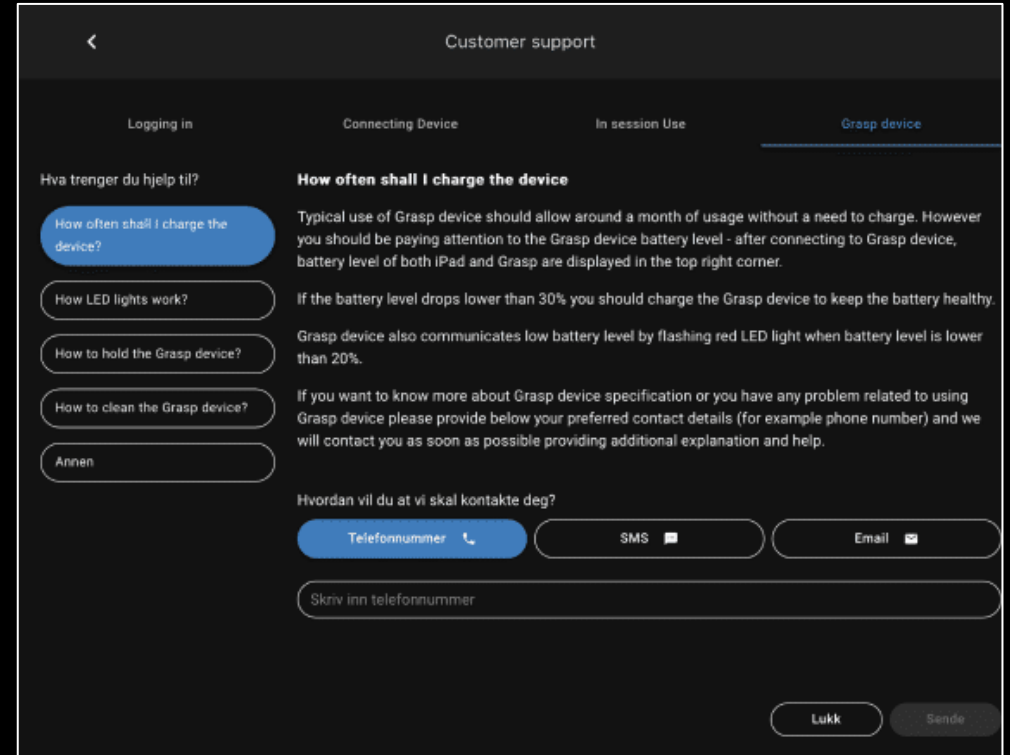 Customer support
Logging in
Connecting Device
In session Use
Grasp device
Hva trenger du hjelp til?
How often shall I charge the
device?
How LED lights work?
How to hold the Grasp device?
How to clean the Grasp device?
Annen
How often shall I charge the device
Typical use of Grasp device should allow around a month of usage without a need to charge. However
you should be paying attention to the Grasp device battery level - after connecting to Grasp device,
battery level of both iPad and Grasp are displayed in the top right corner.
If the battery level drops lower than 30% you should charge the Grasp device to keep the battery healthy.
Grasp device also communicates low battery level by flashing red LED light when battery level is lower
than 20%.
If you want to know more about Grasp device specification or you have any problem related to using
Grasp device please provide below your preferred contact details (for example phone number) and we
will contact you as soon as possible providing additional explanation and help.
Hvordan vil du at vi skal kontakte deg?
Telefonnummer
SMS
Email
Skriv inn telefonnummer
Lukk
Sende